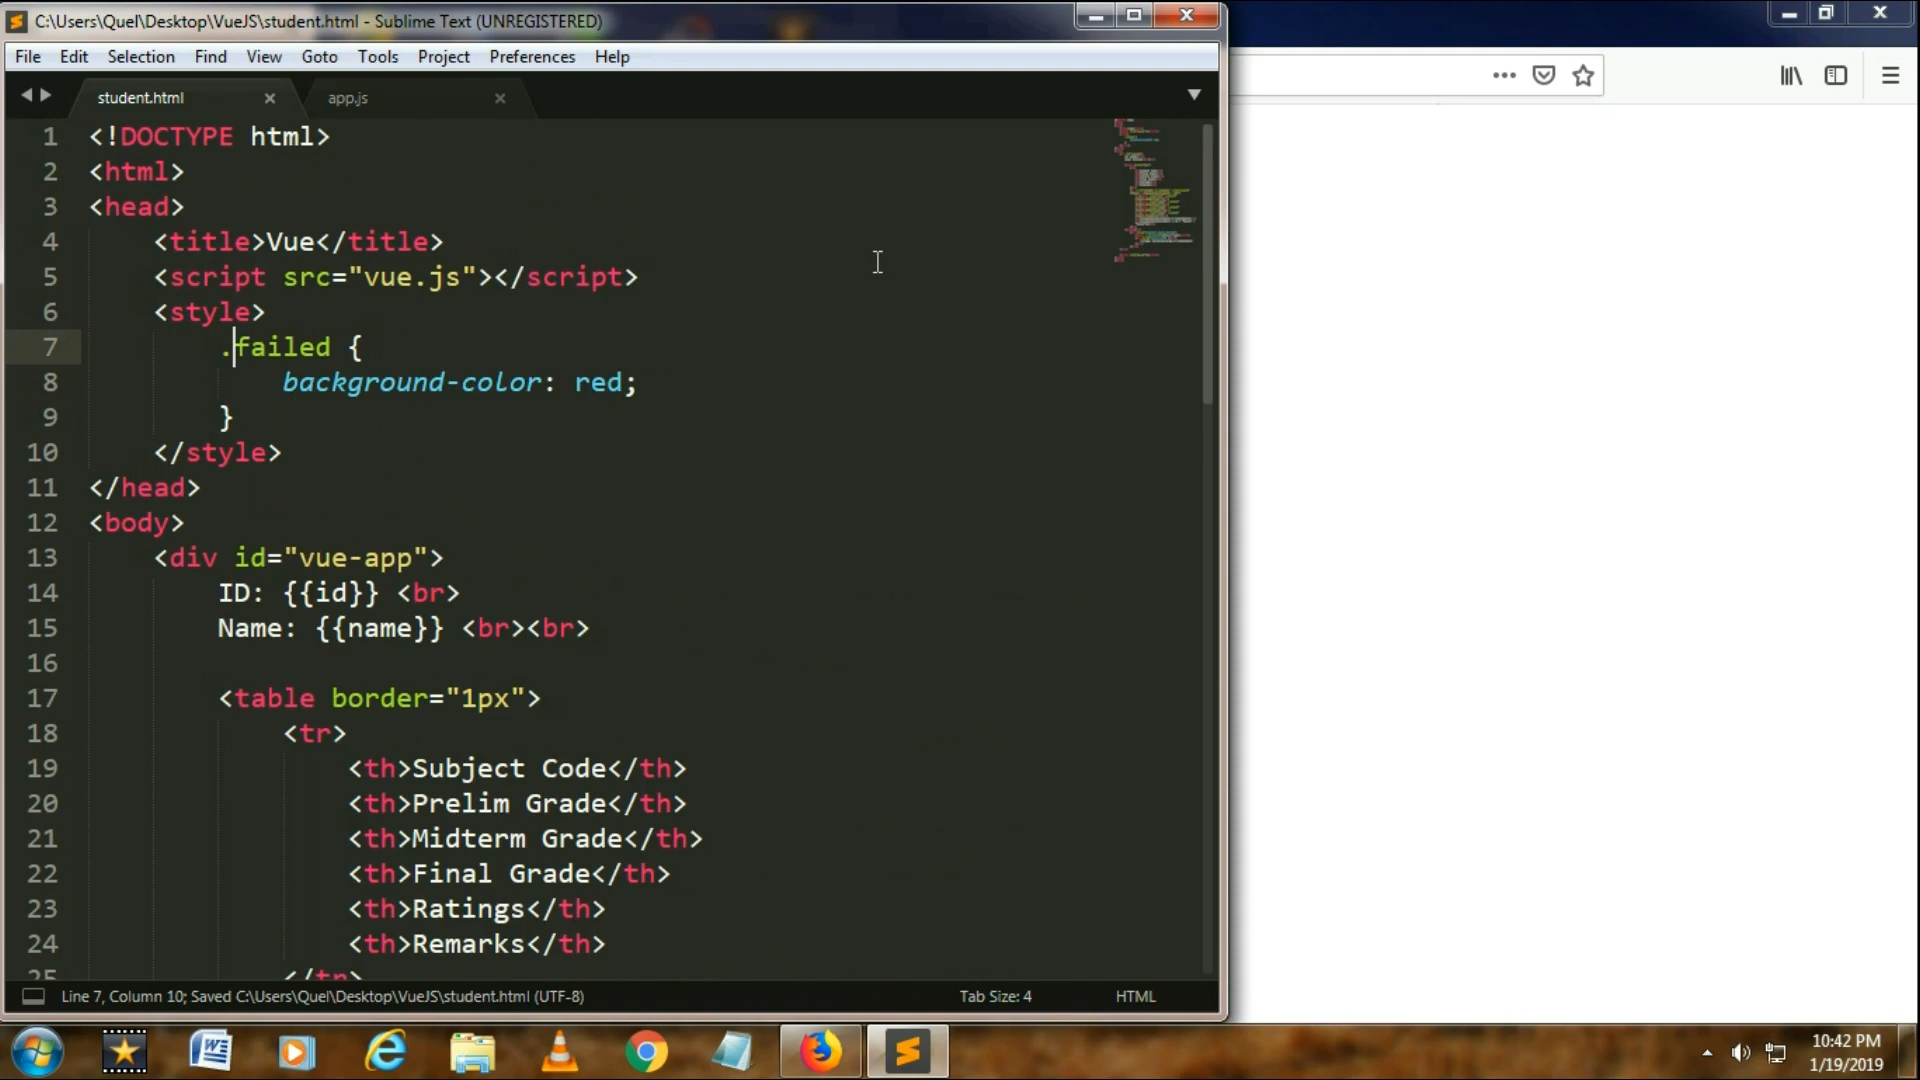 C:\Users\Quel\Desktop\VueJS\student.html - Sublime Text (UNREGISTERED)
File Edit Selection Find View Goto Tools Project Preferences Help
student.html app.js
1 <!DOCTYPE html>
2 <html>
3 <head>
4 <title>Vue</title>
5 <script src="vue.js"></script>
6 <style>
7 .failed {
8 background-color: red;
9 }
10 </style>
11 </head>
12 <body>
13 <div id="vue-app">
14 ID: {{id}} <br>
15 Name: {{name}} <br><br>
16
17 <table border="1px">
18 <tr>
19 <th>Subject Code</th>
20 <th>Prelim Grade</th>
21 <th>Midterm Grade</th>
22 <th>Final Grade</th>
23 <th>Ratings</th>
24 <th>Remarks</th>
25 </tr>
Line 7, Column 10; Saved C:\Users\Quel\Desktop\VueJS\student.html (UTF-8) Tab Size: 4 HTML
10:42 PM
1/19/2019